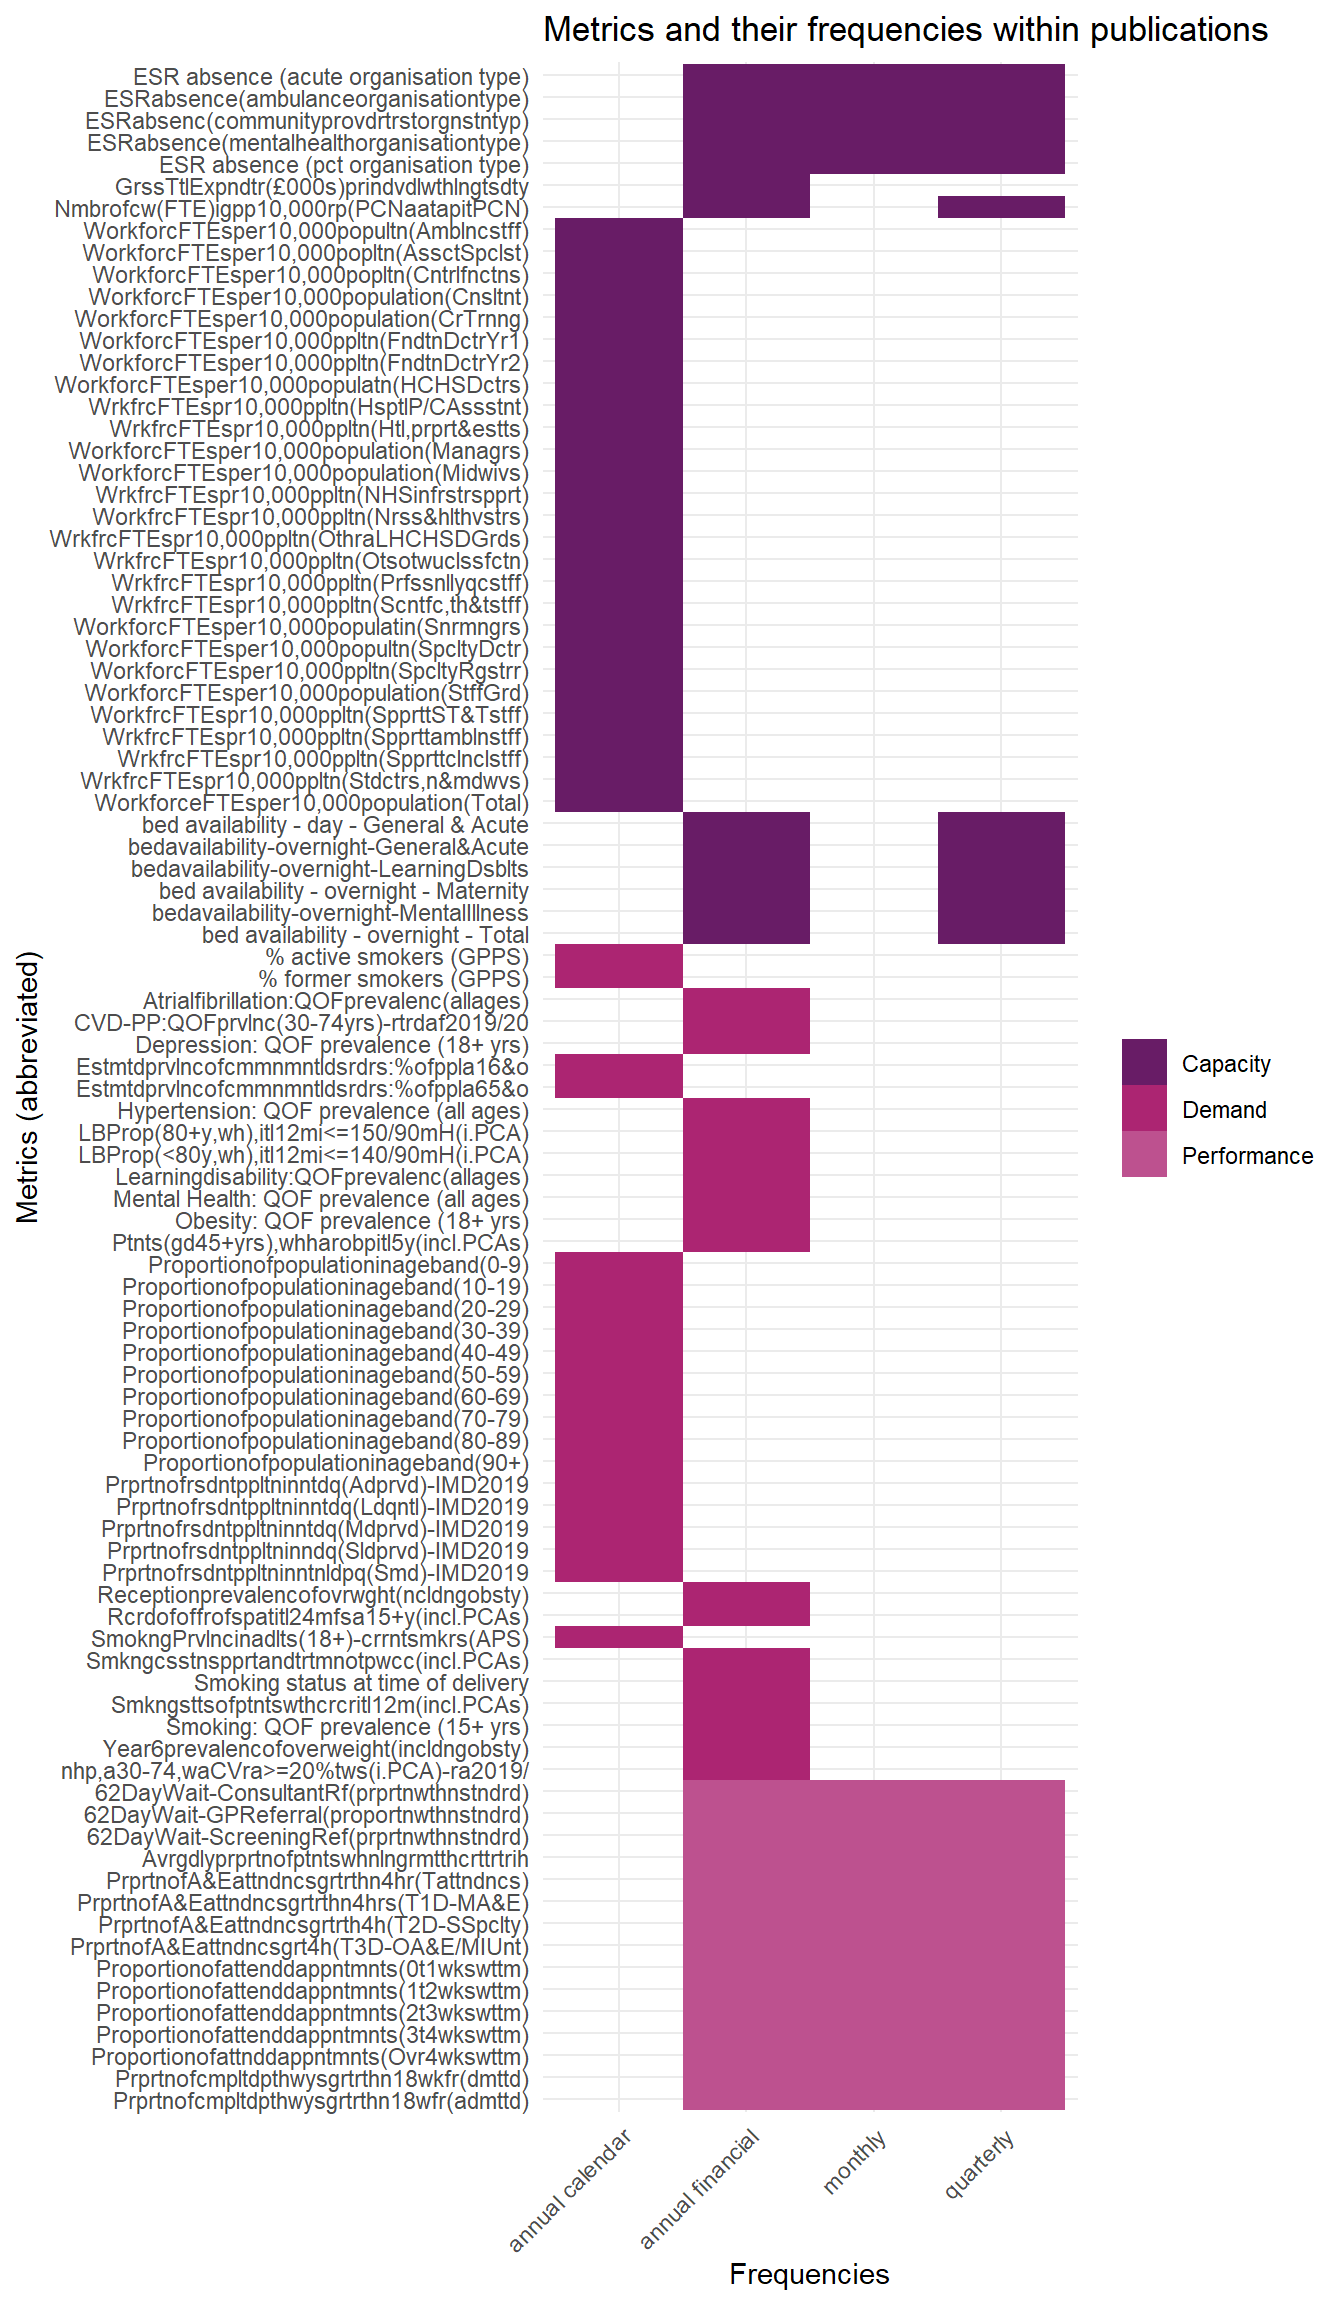 Metrics and their frequencies within publications
ESR absence (acute organisation type)
ESRabsence(ambulanceorganisationtype)
ESRabsenc(communityprovdrtrstorgnstntyp)
ESRabsence(mentalhealthorganisationtype)
ESR absence (pct organisation type)
GrssTtlExpndtr(£000s)prindvdlwthlngtsdty
Nmbrofcw(FTE)igpp10,000rp(PCNaatapitPCN)
WorkforcFTEsper10,000popultn(Amblncstff)
WorkforcFTEsper10,000popltn(AssctSpclst)
WorkforcFTEsper10,000popltn(Cntrlfnctns)
WorkforcFTEsper10,000population(Cnsltnt)
WorkforcFTEsper10,000population(CrTrnng)
WorkforcFTEsper10,000ppltn(FndtnDctrYr1)
WorkforcFTEsper10,000ppltn(FndtnDctrYr2)
WorkforcFTEsper10,000populatn(HCHSDctrs)
WrkfrcFTEspr10,000ppltn(HsptlP/CAssstnt)
WrkfrcFTEspr10,000ppltn(Htl,prprt&estts)
WorkforcFTEsper10,000population(Managrs)
WorkforcFTEsper10,000population(Midwivs)
WrkfrcFTEspr10,000ppltn(NHSinfrstrspprt)
WorkfrcFTEspr10,000ppltn(Nrss&hlthvstrs)
WrkfrcFTEspr10,000ppltn(OthraLHCHSDGrds)
WrkfrcFTEspr10,000ppltn(Otsotwuclssfctn)
WrkfrcFTEspr10,000ppltn(Prfssnllyqcstff)
WrkfrcFTEspr10,000ppltn(Scntfc,th&tstff)
WorkforcFTEsper10,000populatin(Snrmngrs)
WorkforcFTEsper10,000popultn(SpcltyDctr)
WorkforcFTEsper10,000ppltn(SpcltyRgstrr)
WorkforcFTEsper10,000population(StffGrd)
WorkfrcFTEspr10,000ppltn(SpprttST&Tstff)
WrkfrcFTEspr10,000ppltn(Spprttamblnstff)
WrkfrcFTEspr10,000ppltn(Spprttclnclstff)
WrkfrcFTEspr10,000ppltn(Stdctrs,n&mdwvs)
WorkforceFTEsper10,000population(Total)
bed availability - day - General & Acute
bedavailability-overnight-General&Acute
bedavailability-overnight-LearningDsblts
bed availability - overnight - Maternity
bedavailability-overnight-MentalIllness
bed availability - overnight - Total
% active smokers (GPPS)
% former smokers (GPPS)
Atrialfibrillation:QOFprevalenc(allages)
CVD-PP:QOFprvlnc(30-74yrs)-rtrdaf2019/20
Depression: QOF prevalence (18+ yrs)
Estmtdprvlncofcmmnmntldsrdrs:%ofppla16&o
Estmtdprvlncofcmmnmntldsrdrs:%ofppla65&o
Hypertension: QOF prevalence (all ages)
LBProp(80+y,wh),itl12mi<=150/90mH(i.PCA)
LBProp(<80y,wh),itl12mi<=140/90mH(i.PCA)
Learningdisability:QOFprevalenc(allages)
Mental Health: QOF prevalence (all ages)
Obesity: QOF prevalence (18+ yrs)
Ptnts(gd45+yrs),whharobpitl5y(incl.PCAs)
Proportionofpopulationinageband(0-9)
Proportionofpopulationinageband(10-19)
Proportionofpopulationinageband(20-29)
Proportionofpopulationinageband(30-39)
Proportionofpopulationinageband(40-49)
Proportionofpopulationinageband(50-59)
Proportionofpopulationinageband(60-69)
Proportionofpopulationinageband(70-79)
Proportionofpopulationinageband(80-89)
Proportionofpopulationinageband(90+)
Prprtnofrsdntppltninntdq(Adprvd)-IMD2019
Prprtnofrsdntppltninntdq(Ldqntl)-IMD2019
Prprtnofrsdntppltninntdq(Mdprvd)-IMD2019
Prprtnofrsdntppltninndq(Sldprvd)-IMD2019
Prprtnofrsdntppltninntnldpq(Smd)-IMD2019
Receptionprevalencofovrwght(ncldngobsty)
Rcrdofoffrofspatitl24mfsa15+y(incl.PCAs)
SmokngPrvlncinadlts(18+)-crrntsmkrs(APS)
Smkngcsstnspprtandtrtmnotpwcc(incl.PCAs)
Smoking status at time of delivery
Smkngsttsofptntswthcrcritl12m(incl.PCAs)
Smoking: QOF prevalence (15+ yrs)
Year6prevalencofoverweight(incldngobsty)
nhp,a30-74,waCVra>=20%tws(i.PCA)-ra2019/
62DayWait-ConsultantRf(prprtnwthnstndrd)
62DayWait-GPReferral(proportnwthnstndrd)
62DayWait-ScreeningRef(prprtnwthnstndrd)
Avrgdlyprprtnofptntswhnlngrmtthcrttrtrih
PrprtnofA&Eattndncsgrtrthn4hr(Tattndncs)
PrprtnofA&Eattndncsgrtrthn4hrs(T1D-MA&E)
PrprtnofA&Eattndncsgrtrth4h(T2D-SSpclty)
PrprtnofA&Eattndncsgrt4h(T3D-OA&E/MIUnt)
Proportionofattenddappntmnts(0t1wkswttm)
Proportionofattenddappntmnts(1t2wkswttm)
Proportionofattenddappntmnts(2t3wkswttm)
Proportionofattenddappntmnts(3t4wkswttm)
Proportionofattnddappntmnts(Ovr4wkswttm)
Prprtnofcmpltdpthwysgrtrthn18wkfr(dmttd)
Prprtnofcmpltdpthwysgrtrthn18wfr(admttd)
Metrics (abbreviated)
annual calendar
annual financial
monthly
quarterly
Frequencies
Capacity
Demand
Performance